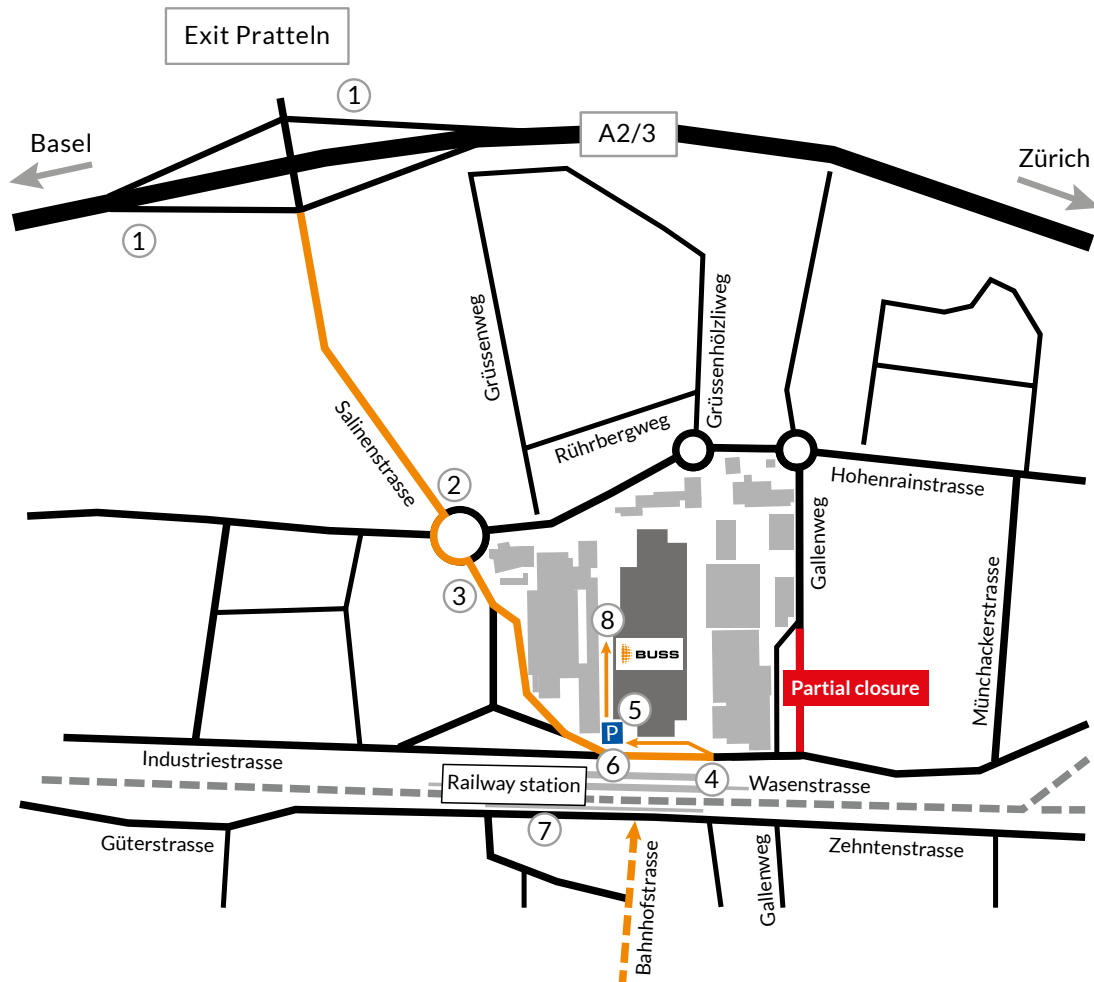 Exit Pratteln
1
A2/3
Basel
Zürich
1
Grüssenweg
Grüssenhölzliweg
Salinenstrasse
Rührbergweg
Hohenrainstrasse
2
Gallenweg
3
Münchackerstrasse
8
BUSS
Partial closure
5
P
6
4
Industriestrasse
Railway station
Wasenstrasse
7
Güterstrasse
Zehntenstrasse
Bahnhofstrasse
Gallenweg